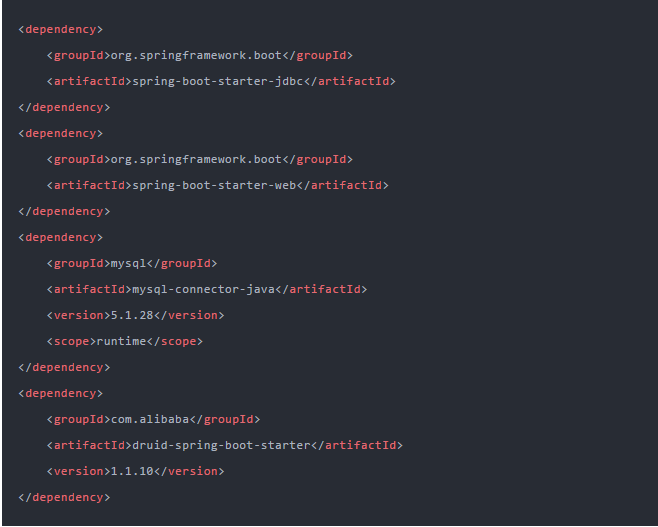 <dependency>
    <groupId>org.springframework.boot</groupId>
    <artifactId>spring-boot-starter-jdbc</artifactId>
</dependency>
<dependency>
    <groupId>org.springframework.boot</groupId>
    <artifactId>spring-boot-starter-web</artifactId>
</dependency>
<dependency>
    <groupId>mysql</groupId>
    <artifactId>mysql-connector-java</artifactId>
    <version>5.1.28</version>
    <scope>runtime</scope>
</dependency>
<dependency>
    <groupId>com.alibaba</groupId>
    <artifactId>druid-spring-boot-starter</artifactId>
    <version>1.1.10</version>
</dependency>